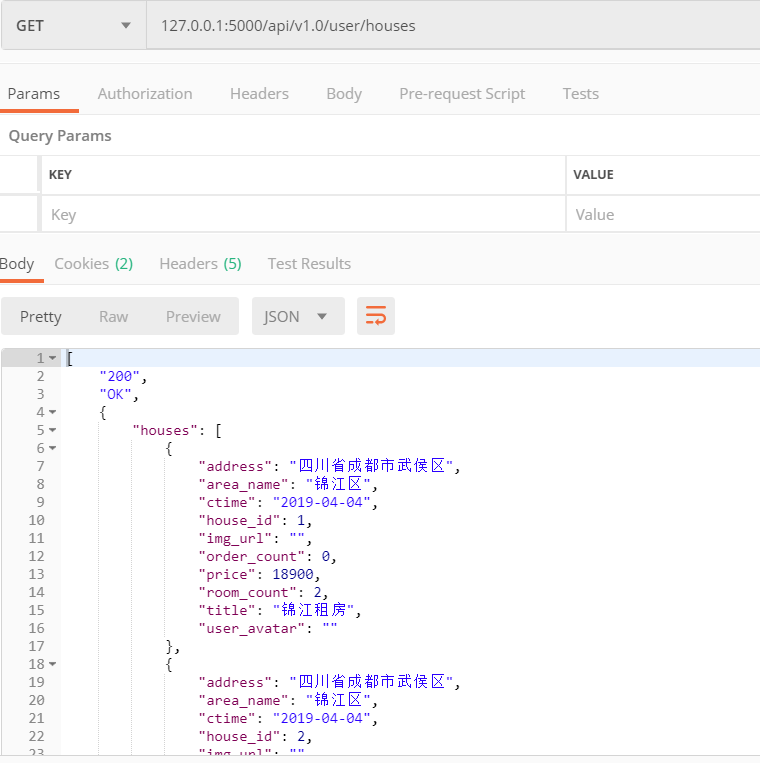 GET 127.0.0.1:5000/api/v1.0/user/houses
Params Authorization Headers Body Pre-request Script Tests
Query Params
KEY VALUE
Key Value
Body Cookies (2) Headers (5) Test Results
Pretty Raw Preview JSON
1 [
2 "200",
3 "OK",
4 {
5 "houses": [
6 {
7 "address": "四川省成都市武侯区",
8 "area_name": "锦江区",
9 "ctime": "2019-04-04",
10 "house_id": 1,
11 "img_url": "",
12 "order_count": 0,
13 "price": 18900,
14 "room_count": 2,
15 "title": "锦江租房",
16 "user_avatar": ""
17 },
18 {
19 "address": "四川省成都市武侯区",
20 "area_name": "锦江区",
21 "ctime": "2019-04-04",
22 "house_id": 2,
23 "img_url": ""